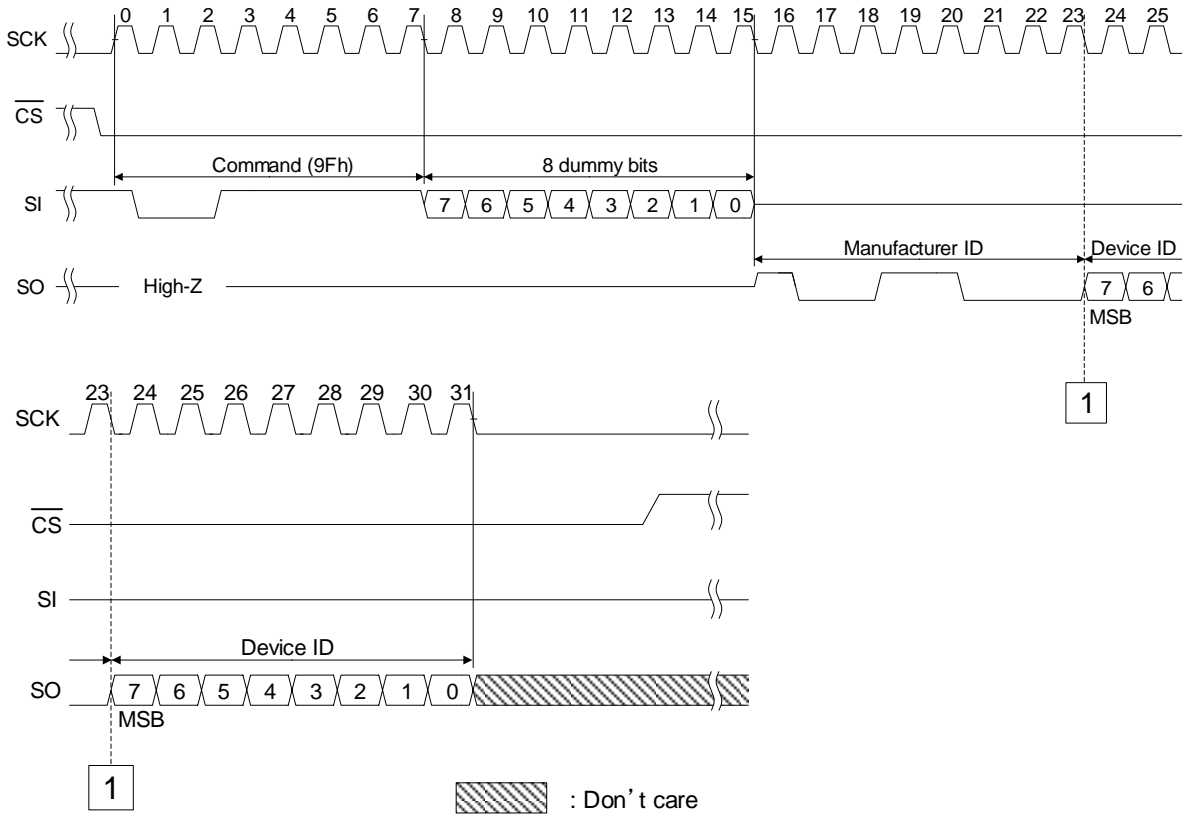 0 1 2 3 4 5 6 7 8 9 10 11 12 13 14 15 16 17 18 19 20 21 22 23 24 25
SCK
CS
Command (9Fh) 8 dummy bits
SI 7 6 5 4 3 2 1 0
Manufacturer ID Device ID
SO High-Z 7 6
MSB
1
23 24 25 26 27 28 29 30 31
SCK
CS
SI
Device ID
SO 7 6 5 4 3 2 1 0
MSB
1
: Don't care